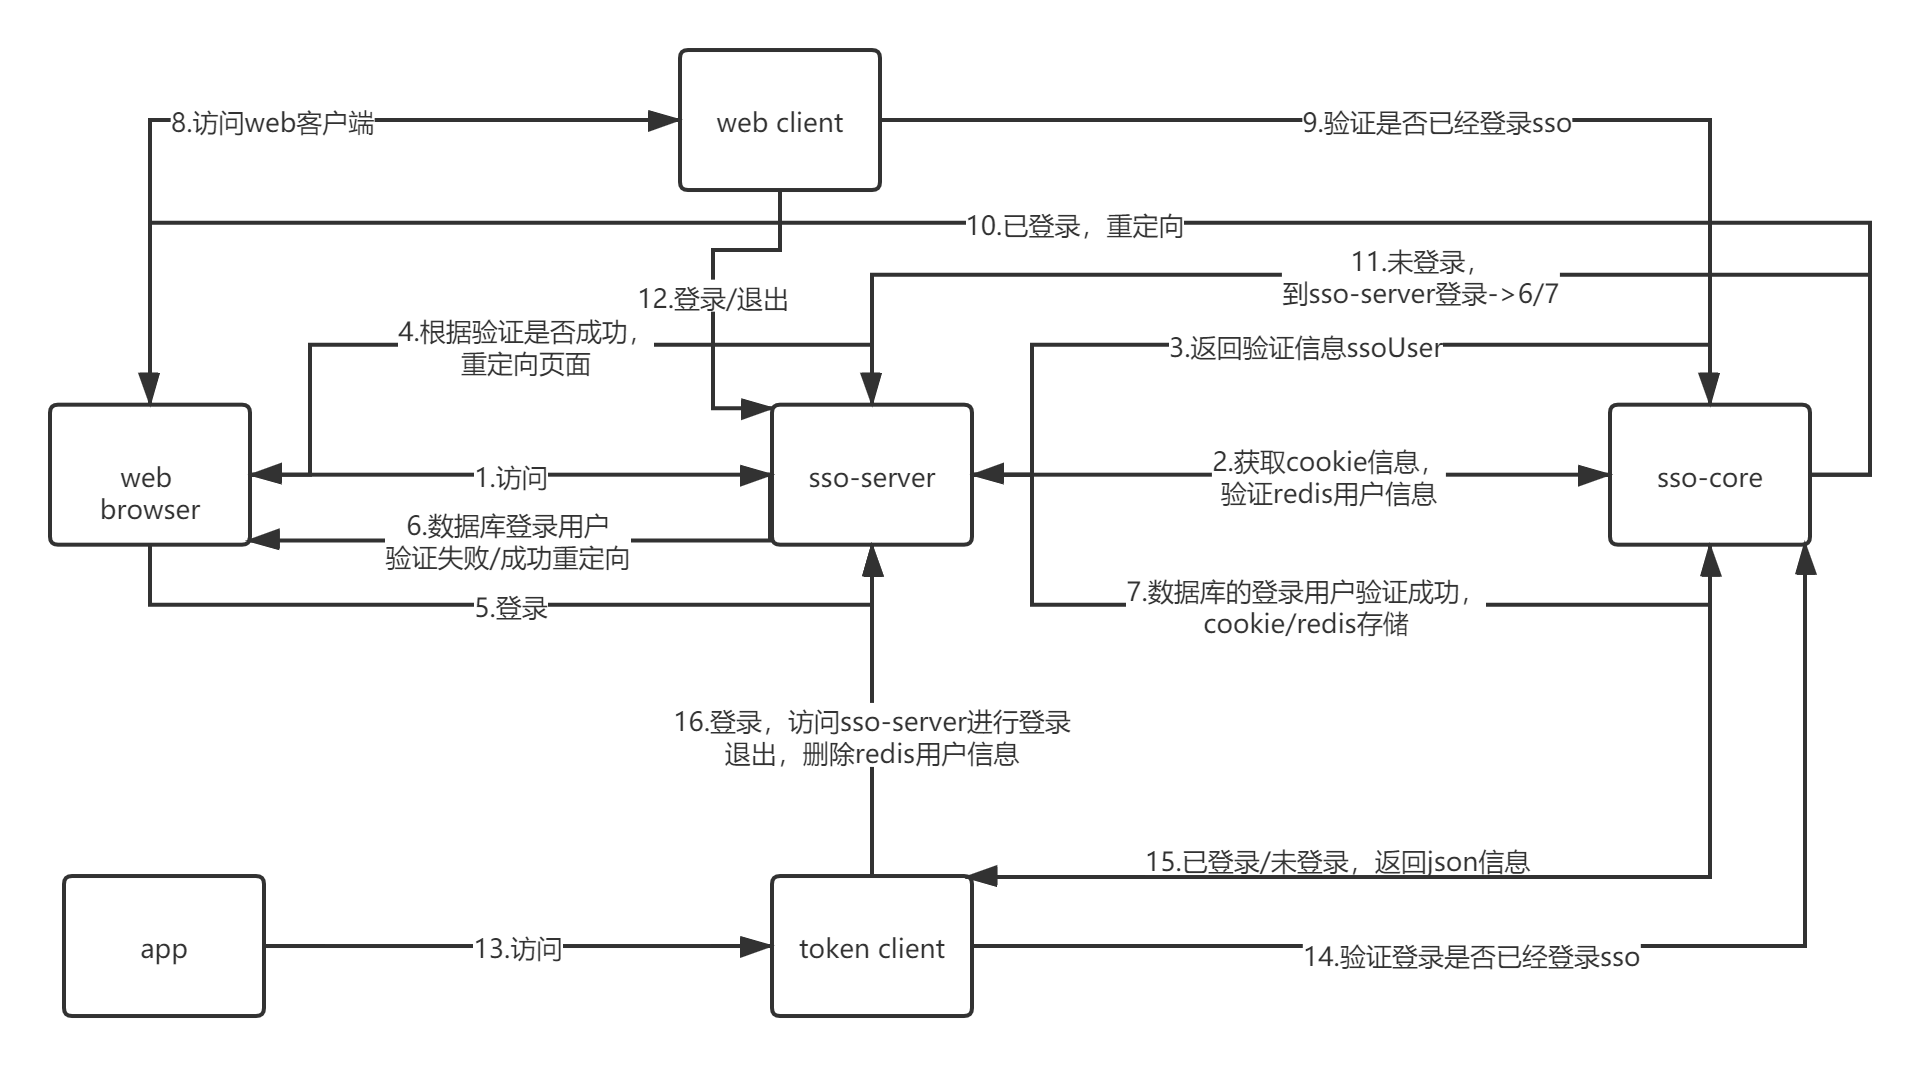 web client
8.访问web客户端
9.验证是否已经登录sso
10.已登录，重定向
11.未登录，
到sso-server登录->6/7
12.登录/退出
4.根据验证是否成功，
重定向页面
3.返回验证信息ssoUser
web
browser
1.访问
sso-server
2.获取cookie信息，
验证redis用户信息
sso-core
6.数据库登录用户
验证失败/成功重定向
5.登录
7.数据库的登录用户验证成功，
cookie/redis存储
16.登录，访问sso-server进行登录
退出，删除redis用户信息
15.已登录/未登录，返回json信息
app
13.访问
token client
14.验证登录是否已经登录sso